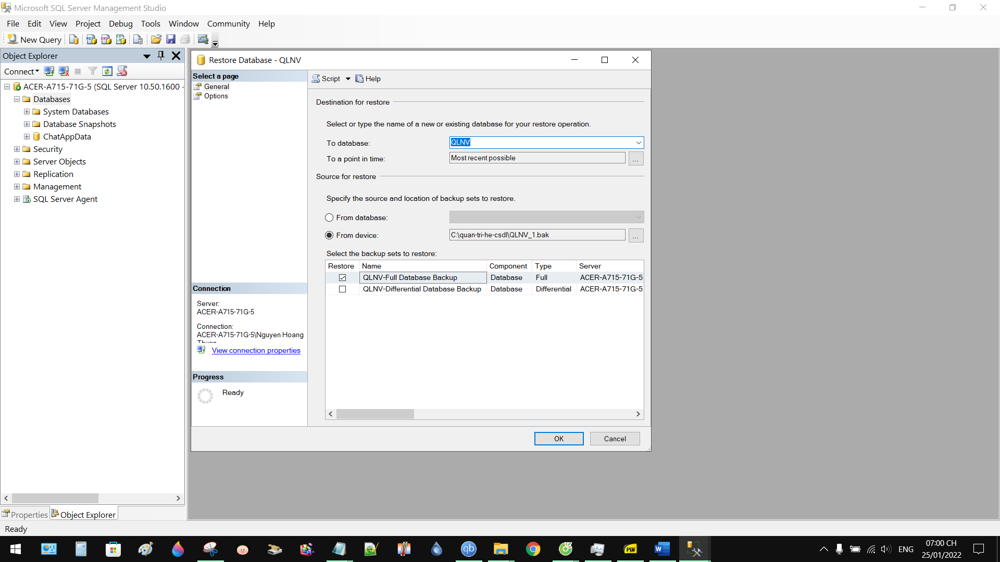 Microsoft SQL Server Management Studio
File Edit View Project Debug Tools Window Community Help
New Query
Object Explorer
Connect
ACER-A715-71G-5 (SQL Server 10.50.1600 -
Databases
System Databases
Database Snapshots
ChatAppData
Security
Server Objects
Replication
Management
SQL Server Agent
Properties
Object Explorer
Ready
Restore Database - QLNV
Select a page
General
Options
Connection
Server:
ACER-A715-71G-5
Connection:
ACER-A715-71G-5\Nguyen Hoang
View connection properties
Progress
Ready
Script Help
Destination for restore
Select or type the name of a new or existing database for your restore operation.
To database: QLNV
To a point in time: Most recent possible ...
Source for restore
Specify the source and location of backup sets to restore.
From database:
From device: C:\quan-tri-he-csdl\QLNV_1.bak ...
Select the backup sets to restore:
Restore Name Component Type Server
QLNV-Full Database Backup Database Full ACER-A715-71G-5
QLNV-Differential Database Backup Database Differential ACER-A715-71G-5
OK Cancel
ENG
07:00 CH
25/01/2022